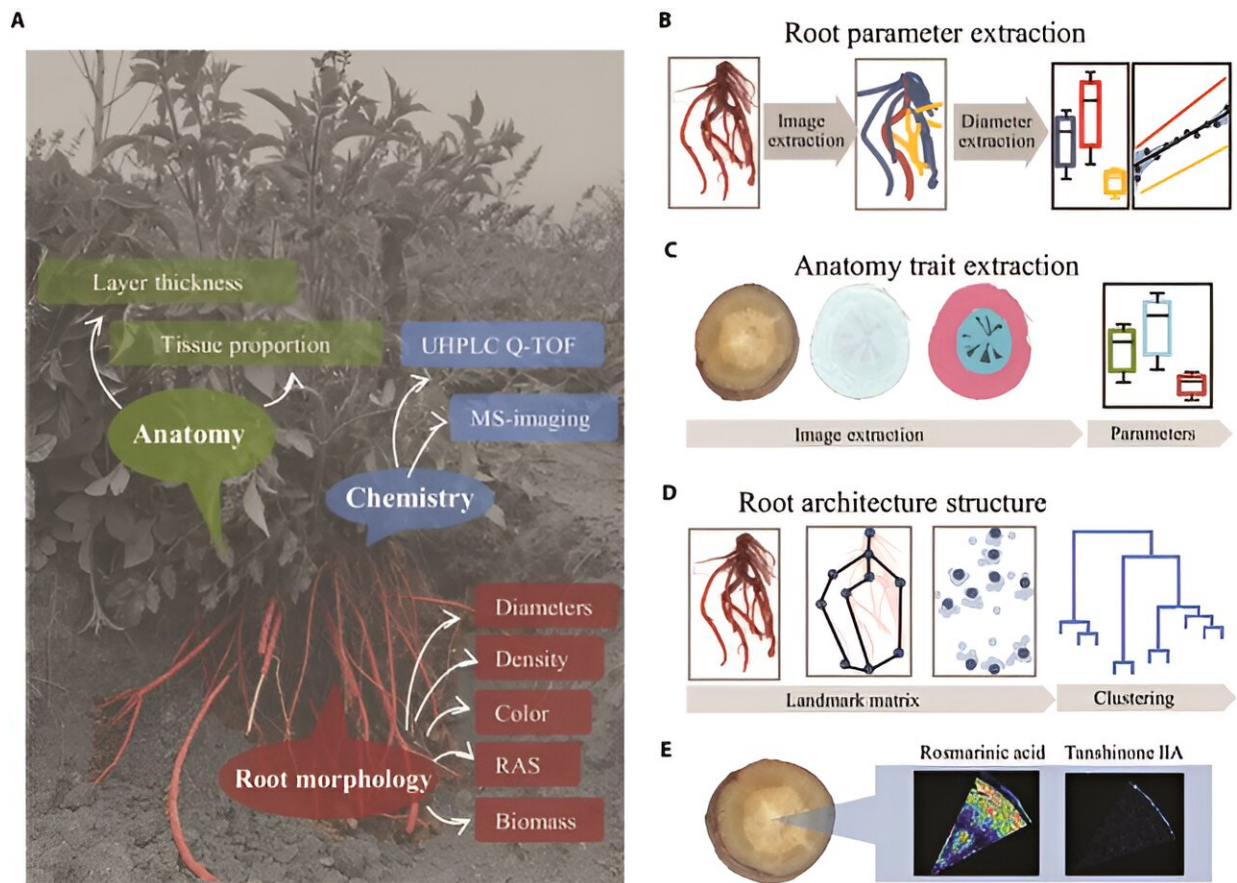 A
Layer thickness
Tissue proportion
UHPLC Q-TOF
MS-imaging
Anatomy
Chemistry
Diameters
Density
Color
RAS
Biomass
Root morphology
B
Root parameter extraction
Image
extraction
Diameter
extraction
C
Anatomy trait extraction
Image extraction
Parameters
D
Root architecture structure
Landmark matrix
Clustering
E
Rosmarinic acid
Tanshinone IIA